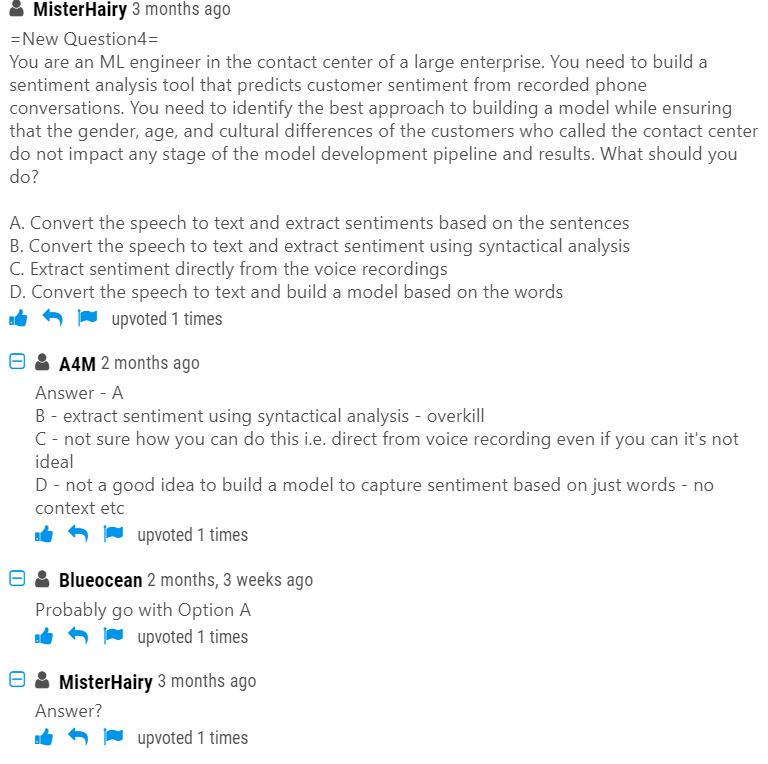 MisterHairy 3 months ago
=New Question4=
You are an ML engineer in the contact center of a large enterprise. You need to build a
sentiment analysis tool that predicts customer sentiment from recorded phone
conversations. You need to identify the best approach to building a model while ensuring
that the gender, age, and cultural differences of the customers who called the contact center
do not impact any stage of the model development pipeline and results. What should you
do?
A. Convert the speech to text and extract sentiments based on the sentences
B. Convert the speech to text and extract sentiment using syntactical analysis
C. Extract sentiment directly from the voice recordings
D. Convert the speech to text and build a model based on the words
upvoted 1 times
A4M 2 months ago
Answer - A
B - extract sentiment using syntactical analysis - overkill
C - not sure how you can do this i.e. direct from voice recording even if you can it's not
ideal
D - not a good idea to build a model to capture sentiment based on just words - no
context etc
upvoted 1 times
Blueocean 2 months, 3 weeks ago
Probably go with Option A
upvoted 1 times
MisterHairy 3 months ago
Answer?
upvoted 1 times